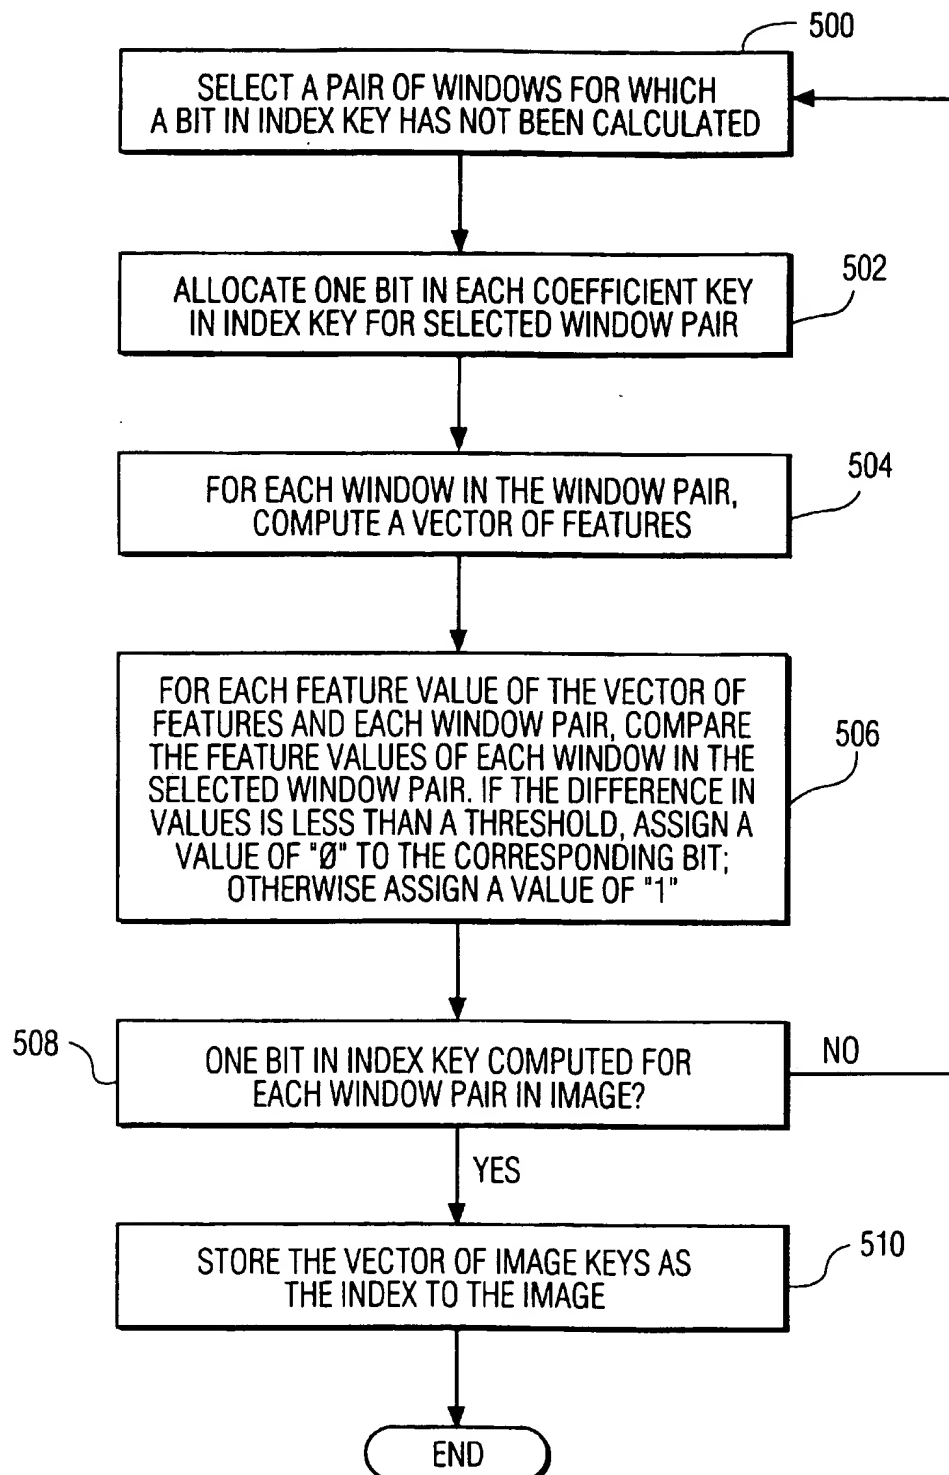 500
SELECT A PAIR OF WINDOWS FOR WHICH
A BIT IN INDEX KEY HAS NOT BEEN CALCULATED
502
ALLOCATE ONE BIT IN EACH COEFFICIENT KEY
IN INDEX KEY FOR SELECTED WINDOW PAIR
504
FOR EACH WINDOW IN THE WINDOW PAIR,
COMPUTE A VECTOR OF FEATURES
506
FOR EACH FEATURE VALUE OF THE VECTOR OF
FEATURES AND EACH WINDOW PAIR, COMPARE
THE FEATURE VALUES OF EACH WINDOW IN THE
SELECTED WINDOW PAIR. IF THE DIFFERENCE IN
VALUES IS LESS THAN A THRESHOLD, ASSIGN A
VALUE OF "Ø" TO THE CORRESPONDING BIT;
OTHERWISE ASSIGN A VALUE OF "1"
508
ONE BIT IN INDEX KEY COMPUTED FOR
EACH WINDOW PAIR IN IMAGE?
NO
YES
510
STORE THE VECTOR OF IMAGE KEYS AS
THE INDEX TO THE IMAGE
END